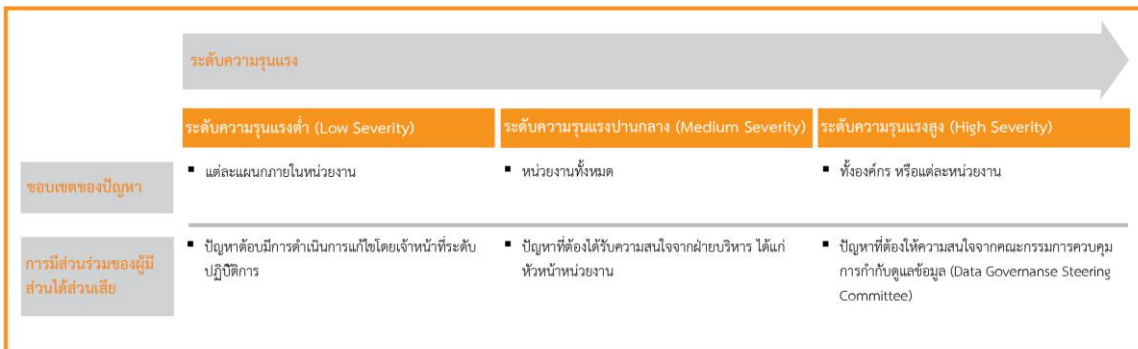 ระดับความรุนแรง
ระดับความรุนแรงต่ำ (Low Severity)
ระดับความรุนแรงปานกลาง (Medium Severity)
ระดับความรุนแรงสูง (High Severity)
ขอบเขตของปัญหา
▪ แต่ละแผนกภายในหน่วยงาน
▪ หน่วยงานทั้งหมด
▪ ทั้งองค์กร หรือแต่ละหน่วยงาน
การมีส่วนร่วมของผู้มี
ส่วนได้ส่วนเสีย
▪ ปัญหาต้อบมีการดำเนินการแก้ไขโดยเจ้าหน้าที่ระดับ
ปฏิบัติการ
▪ ปัญหาที่ต้องได้รับความสนใจจากฝ่ายบริหาร ได้แก่
หัวหน้าหน่วยงาน
▪ ปัญหาที่ต้องให้ความสนใจจากคณะกรรมการควบคุม
การกำกับดูแลข้อมูล (Data Governanse Steering
Committee)